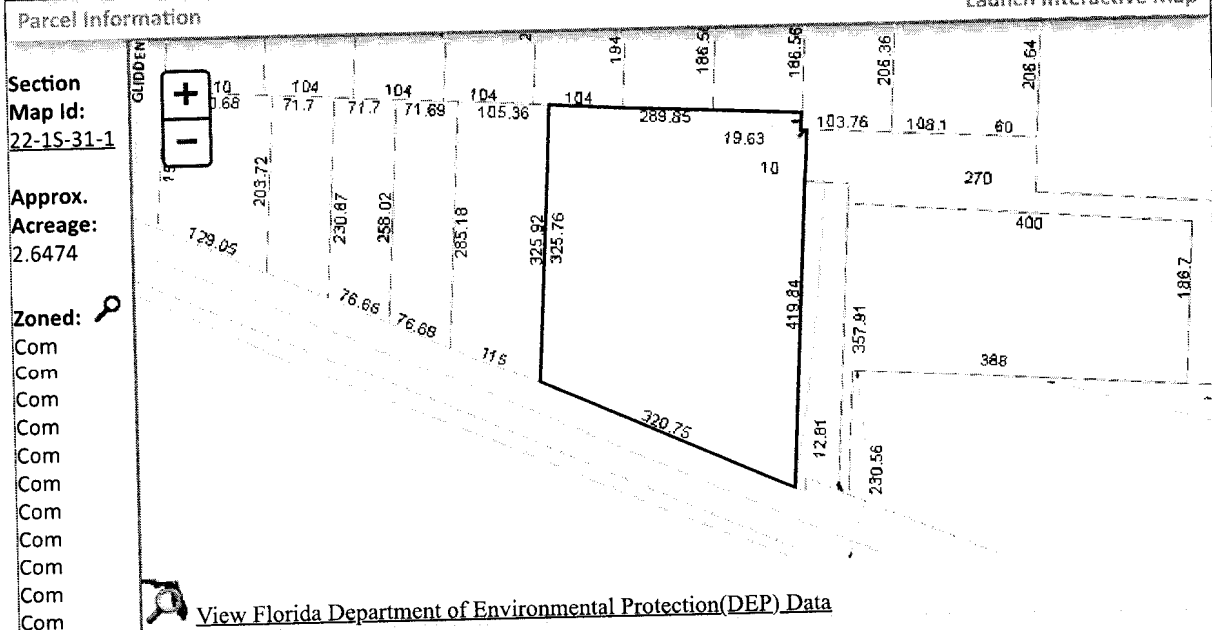 Parcel Information
Launch Interactive Map
Section
Map Id:
22-1S-31-1
Approx.
Acreage:
2.6474
Zoned:
Com
Com
Com
Com
Com
Com
Com
Com
Com
Com
Com
GLIDDEN
+
−
194
186.56
206.36
206.64
10
104
104
104
104
71.7
71.7
71.69
105.36
289.85
103.76
108.1
60
19.63
10
270
400
203.72
230.87
258.02
285.18
325.92
325.76
419.84
357.91
186.7
129.05
76.66
76.68
115
320.75
388
12.81
230.56
View Florida Department of Environmental Protection(DEP) Data